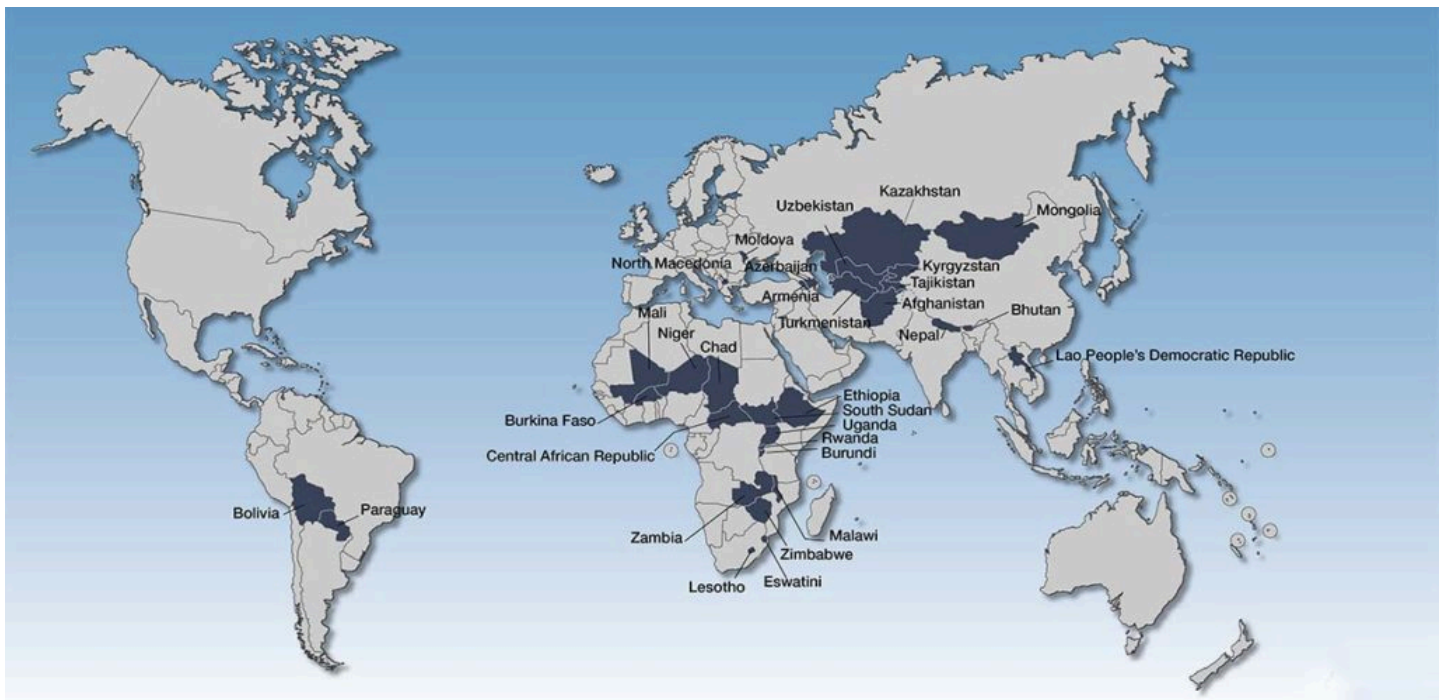 Kazakhstan
Uzbekistan
Mongolia
Moldova
North Macedonia
Azerbaijan
Kyrgyzstan
Tajikistan
Armenia
Afghanistan
Mali
Turkmenistan
Bhutan
Niger
Nepal
Chad
Lao People's Democratic Republic
Ethiopia
Burkina Faso
South Sudan
Uganda
Rwanda
Central African Republic
Burundi
Bolivia
Paraguay
Zambia
Malawi
Zimbabwe
Lesotho
Eswatini